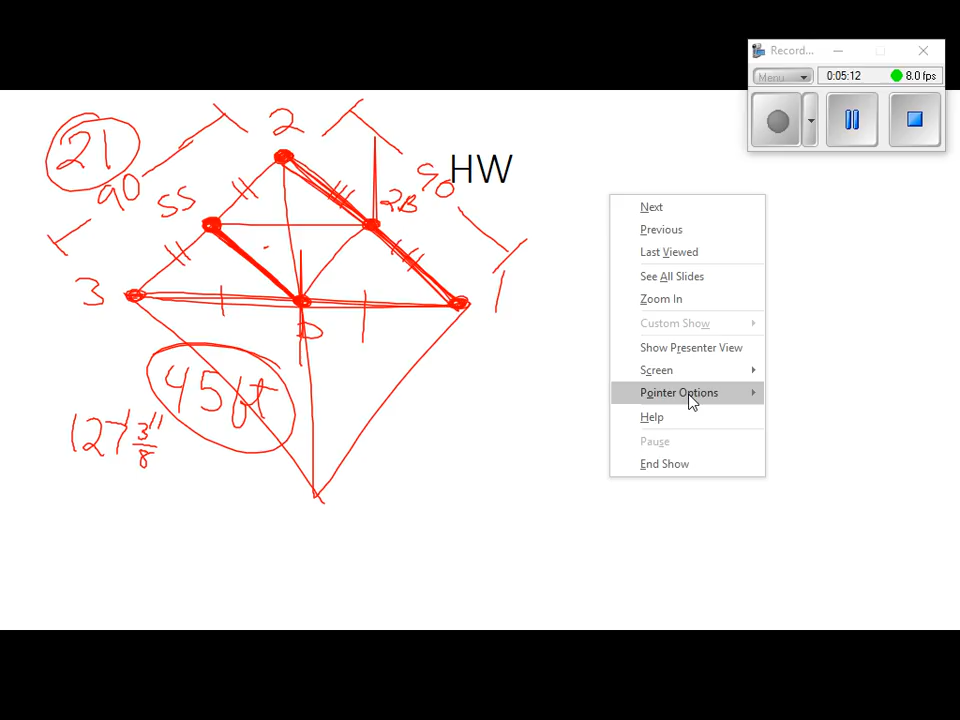 Record...
Menu
0:05:12
8.0 fps
HW
21
90
SS
2
90
2B
3
1
D
45ft
127' 3/8"
Next
Previous
Last Viewed
See All Slides
Zoom In
Custom Show
Show Presenter View
Screen
Pointer Options
Help
Pause
End Show